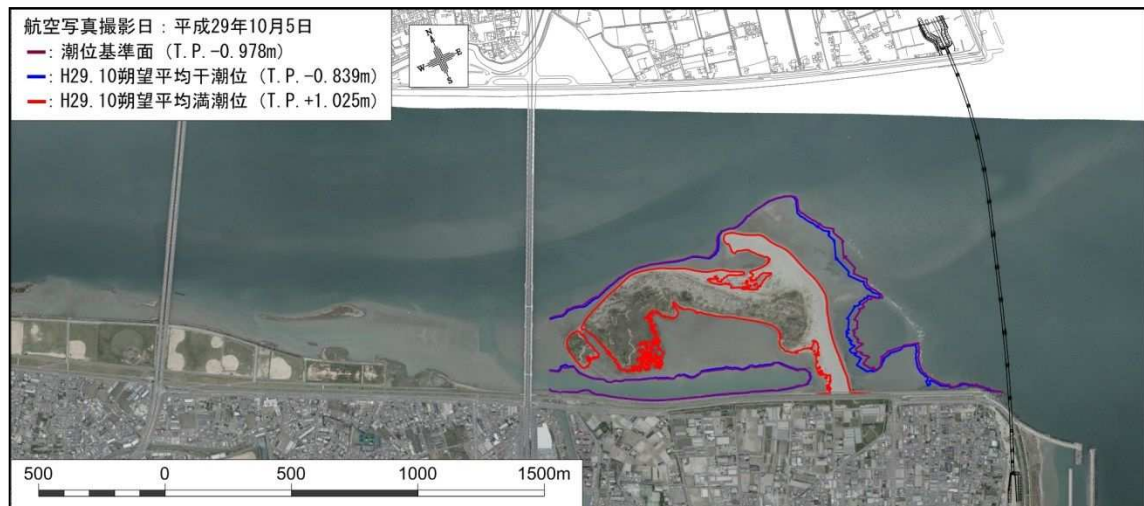 航空写真撮影日：平成29年10月5日
：潮位基準面（T.P.-0.978m）
：H29.10朔望平均干潮位（T.P.-0.839m）
：H29.10朔望平均満潮位（T.P.+1.025m）
N
E
W
S
500 0 500 1000 1500m